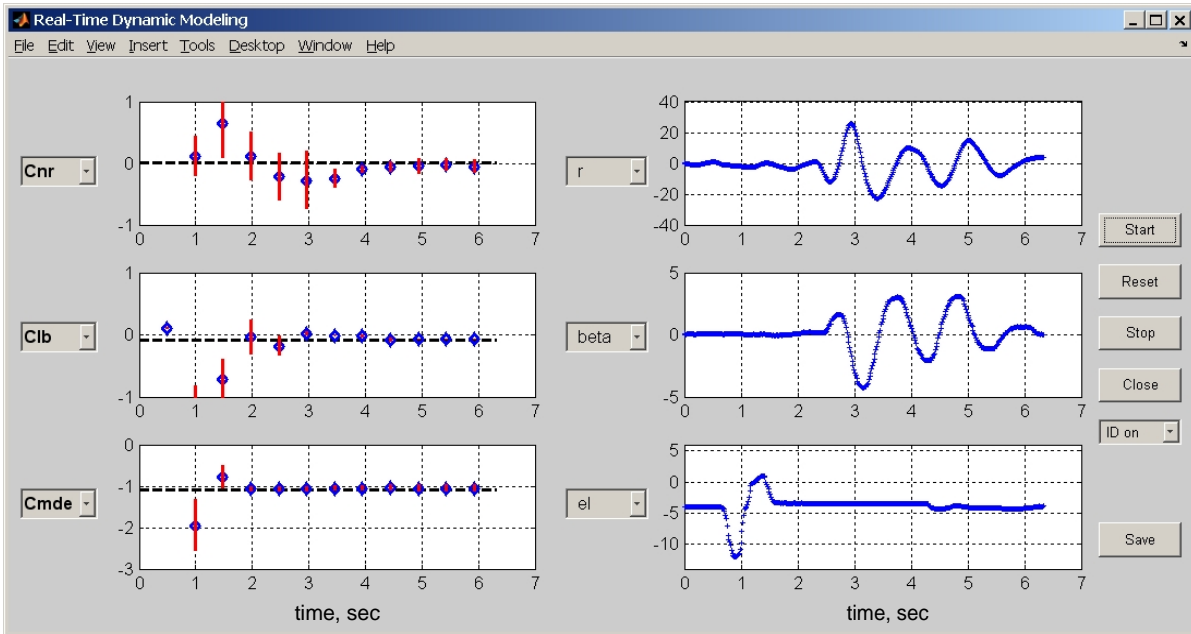 Real-Time Dynamic Modeling
File Edit View Insert Tools Desktop Window Help
Cnr
1
0
-1
0 1 2 3 4 5 6 7
r
40
20
0
-20
-40
0 1 2 3 4 5 6 7
Clb
1
0
-1
0 1 2 3 4 5 6 7
beta
5
0
-5
0 1 2 3 4 5 6 7
Cmde
0
-1
-2
-3
0 1 2 3 4 5 6 7
time, sec
el
5
0
-5
-10
0 1 2 3 4 5 6 7
time, sec
Start
Reset
Stop
Close
ID on
Save